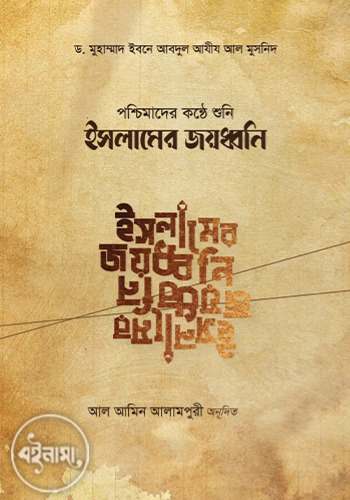 ড. মুহাম্মাদ ইবনে আবদুল আযীয আল মুসনিদ
পশ্চিমাদের কণ্ঠে শুনি
ইসলামের জয়ধ্বনি
ইসলামের
জয়ধ্বনি
আল আমিন আলামপুরী অনূদিত
বইনামা